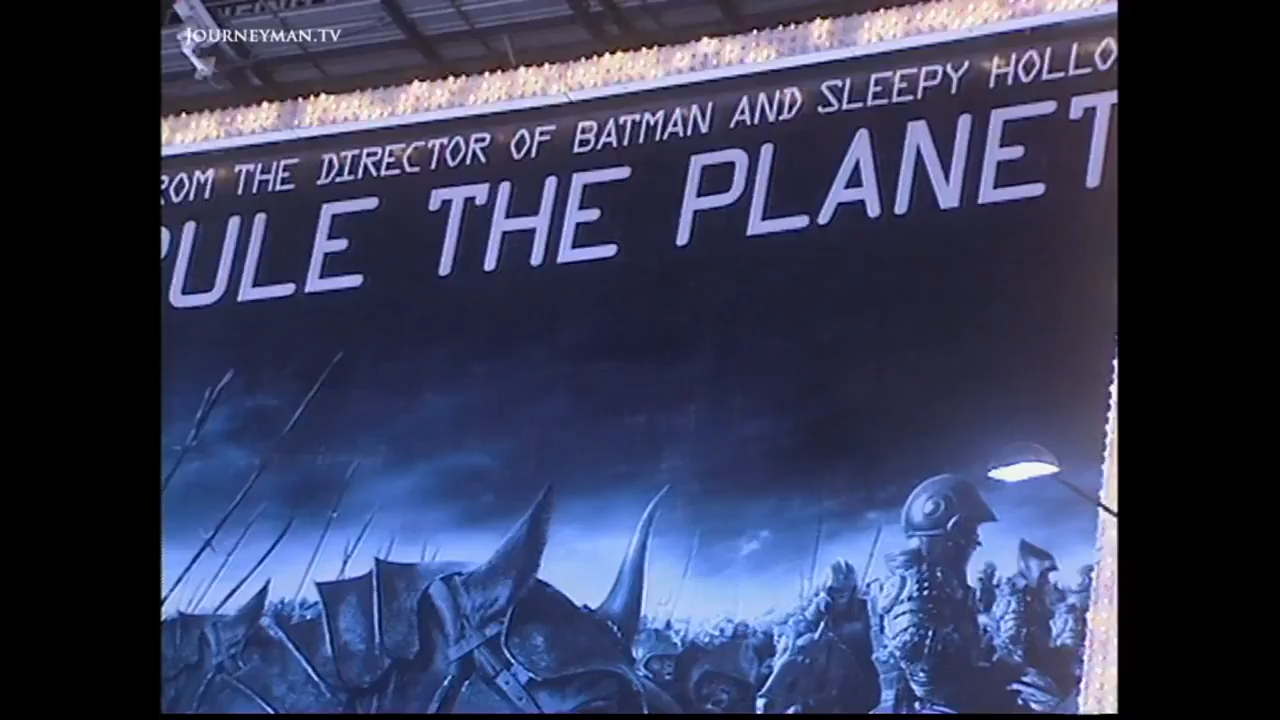 JOURNEYMAN.TV
ROM THE DIRECTOR OF BATMAN AND SLEEPY HOLLO
RULE THE PLANET